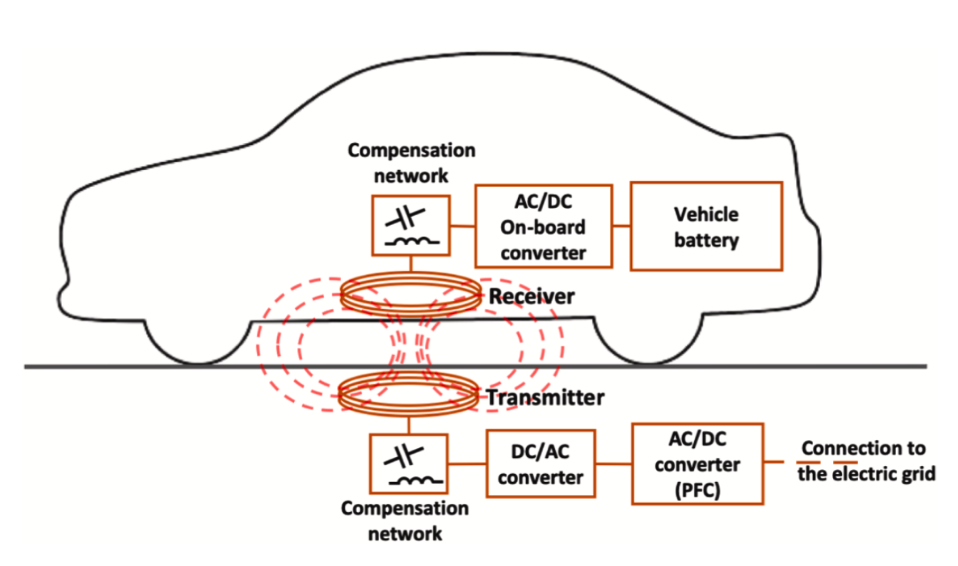 Compensation
network
AC/DC
On-board
converter
Vehicle
battery
Receiver
Transmitter
DC/AC
converter
AC/DC
converter
(PFC)
Connection to
the electric grid
Compensation
network